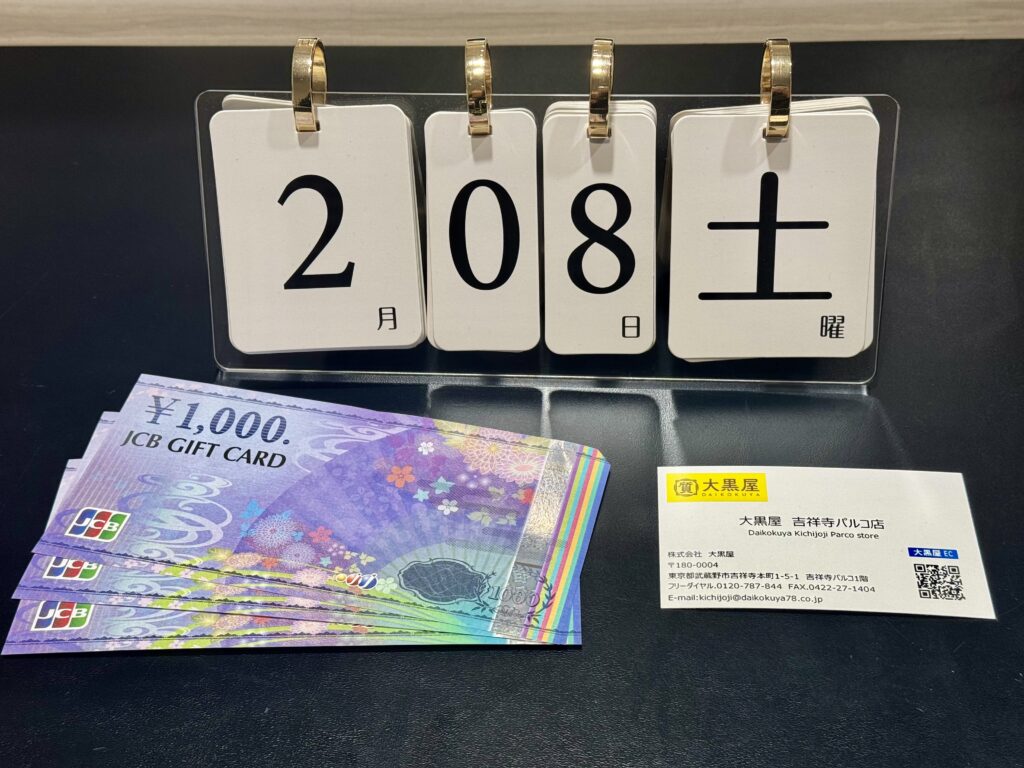 2
月
0
8
日
土
曜
¥1,000.
JCB GIFT CARD
JCB
JCB
JCB
1000
質 大黒屋
DAIKOKUYA
大黒屋 吉祥寺パルコ店
Daikokuya Kichijoji Parco store
株式会社 大黒屋
大黒屋 EC
〒180-0004
東京都武蔵野市吉祥寺本町1-5-1 吉祥寺パルコ1階
フリーダイヤル.0120-787-844 FAX.0422-27-1404
E-mail:kichijoji@daikokuya78.co.jp